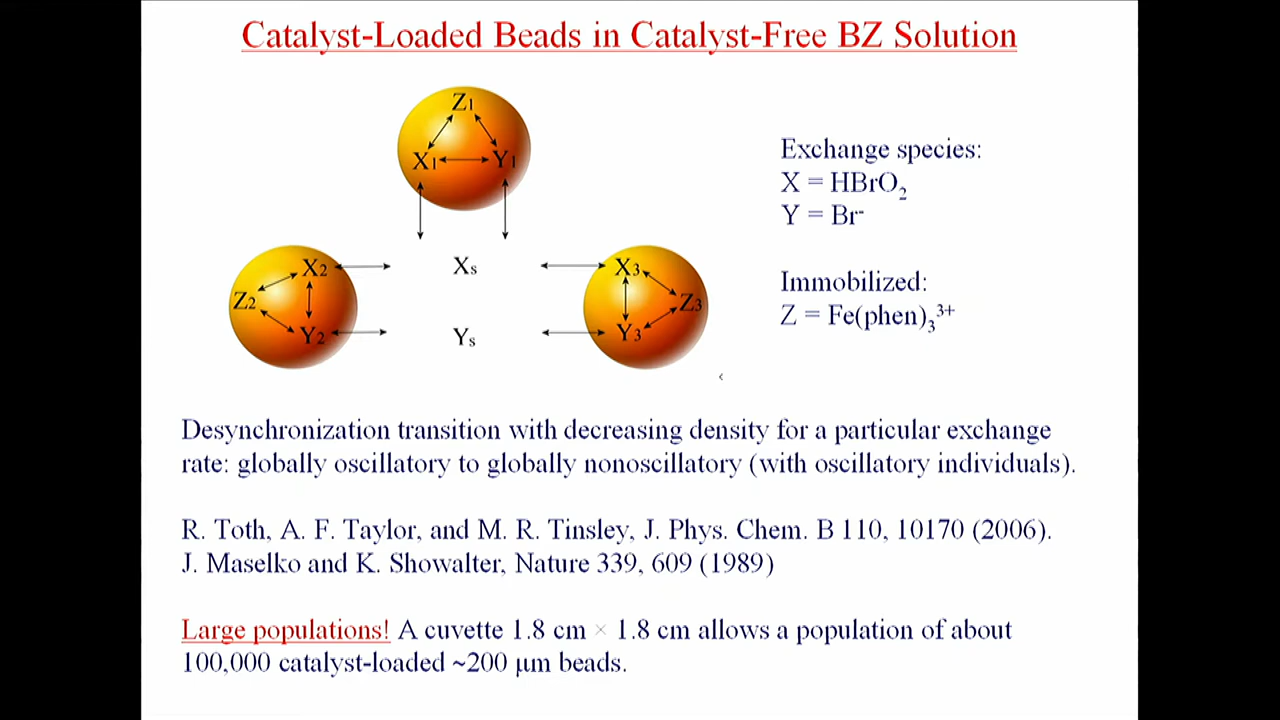 Catalyst-Loaded Beads in Catalyst-Free BZ Solution
Z1
X1 Y1
X2
Z2
Y2
Xs
Ys
X3
Z3
Y3
Exchange species:
X = HBrO2
Y = Br-
Immobilized:
Z = Fe(phen)3 3+
Desynchronization transition with decreasing density for a particular exchange
rate: globally oscillatory to globally nonoscillatory (with oscillatory individuals).
R. Toth, A. F. Taylor, and M. R. Tinsley, J. Phys. Chem. B 110, 10170 (2006).
J. Maselko and K. Showalter, Nature 339, 609 (1989)
Large populations! A cuvette 1.8 cm × 1.8 cm allows a population of about
100,000 catalyst-loaded ~200 μm beads.